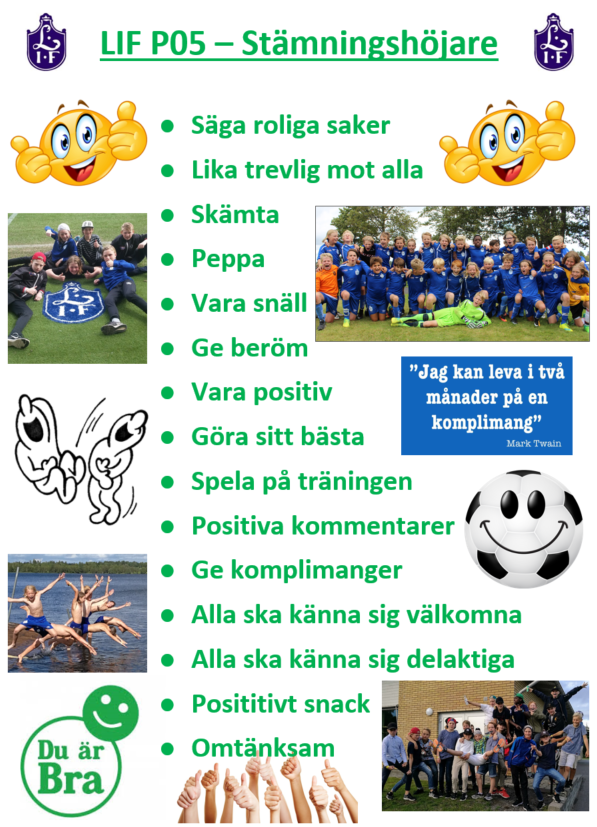 LIF P05 – Stämningshöjare
L
I·F
L
I·F
● Säga roliga saker
● Lika trevlig mot alla
● Skämta
● Peppa
● Vara snäll
● Ge beröm
● Vara positiv
● Göra sitt bästa
● Spela på träningen
● Positiva kommentarer
● Ge komplimanger
● Alla ska känna sig välkomna
● Alla ska känna sig delaktiga
● Posititivt snack
● Omtänksam
L
I·F
”Jag kan leva i två
månader på en
komplimang”
Mark Twain
Du är
Bra